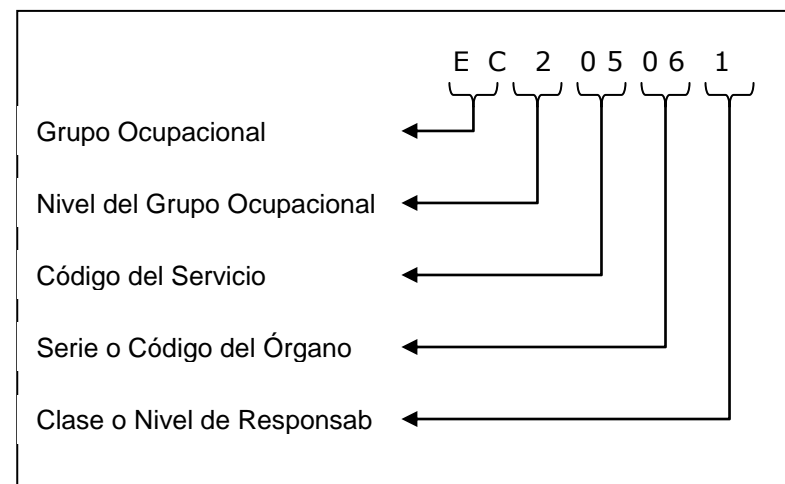 E C 2 0 5 0 6 1
Grupo Ocupacional
Nivel del Grupo Ocupacional
Código del Servicio
Serie o Código del Órgano
Clase o Nivel de Responsab